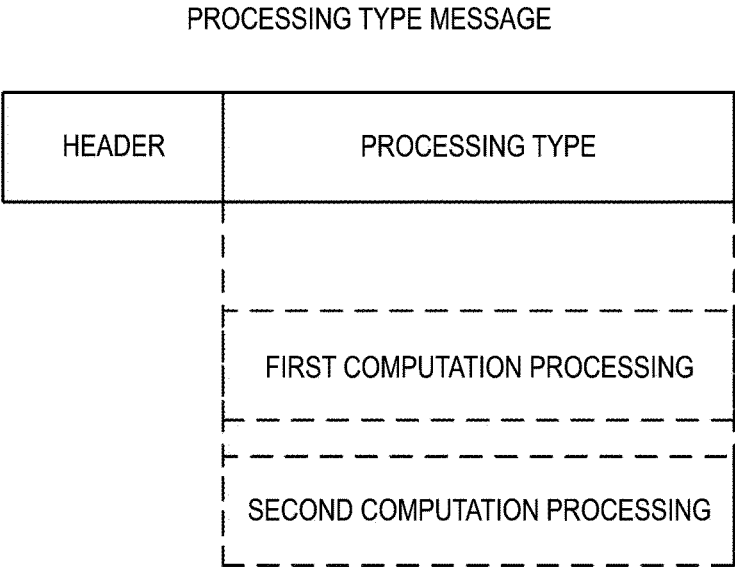 PROCESSING TYPE MESSAGE
HEADER
PROCESSING TYPE
FIRST COMPUTATION PROCESSING
SECOND COMPUTATION PROCESSING